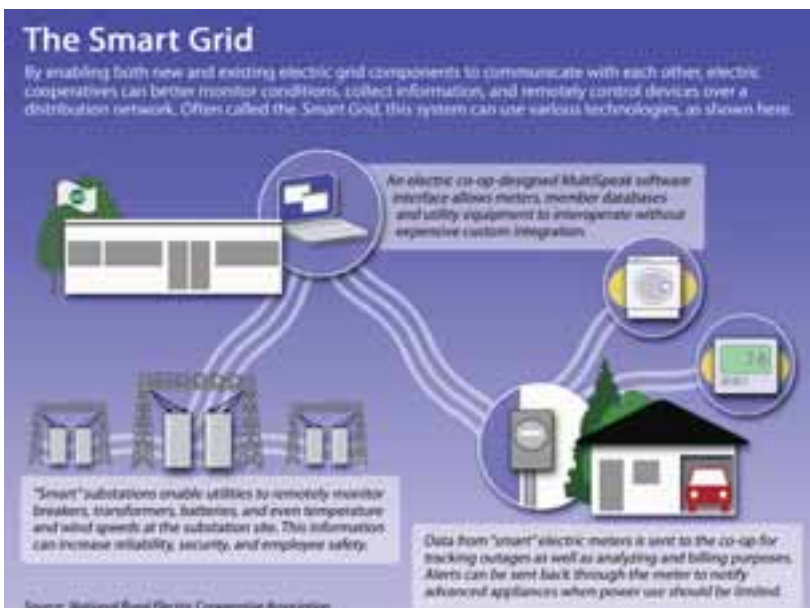 The Smart Grid
By enabling both new and existing electric grid components to communicate with each other, electric
cooperatives can better monitor conditions, collect information, and remotely control devices over a
distribution network. Often called the Smart Grid, this system can use various technologies, as shown here.
An electric co-op-designed MultiSpeak software
interface allows meters, member databases
and utility equipment to interoperate without
expensive custom integration.
"Smart" substations enable utilities to remotely monitor
breakers, transformers, batteries, and even temperature
and wind speeds at the substation site. This information
can increase reliability, security, and employee safety.
Data from "smart" electric meters is sent to the co-op for
tracking outages as well as analyzing and billing purposes.
Alerts can be sent back through the meter to notify
advanced appliances when power use should be limited.
Source: National Rural Electric Cooperative Association